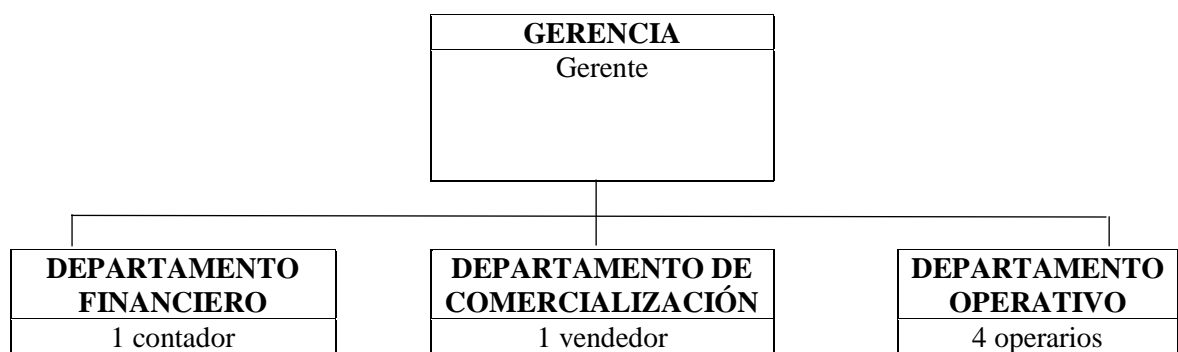 GERENCIA
Gerente
DEPARTAMENTO
FINANCIERO
1 contador
DEPARTAMENTO DE
COMERCIALIZACIÓN
1 vendedor
DEPARTAMENTO
OPERATIVO
4 operarios